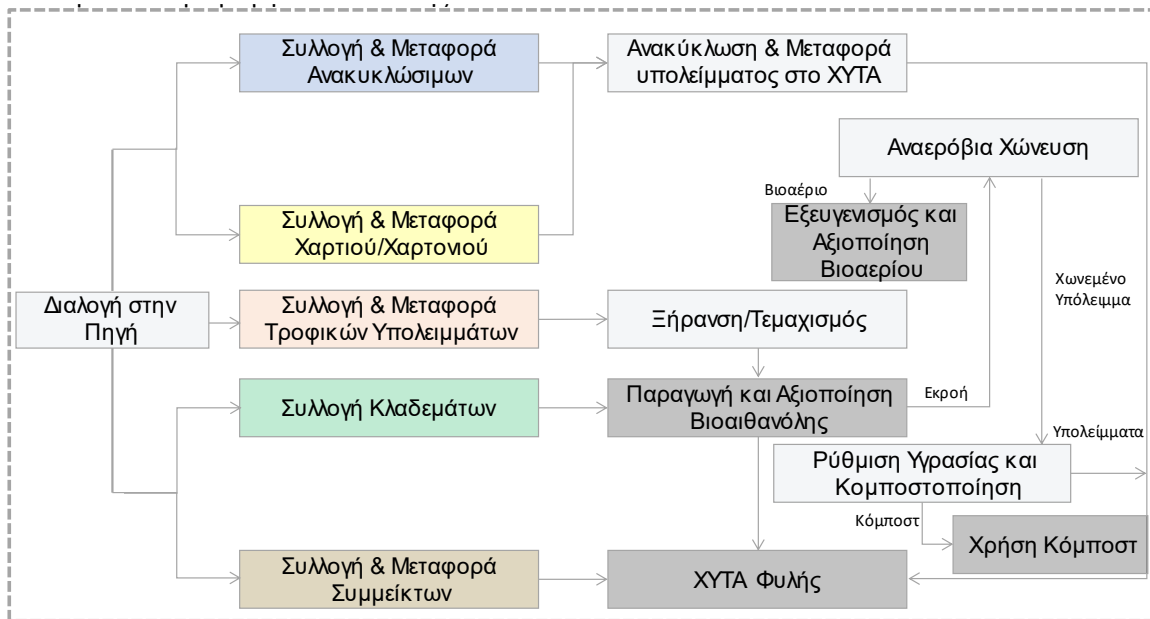 Συλλογή & Μεταφορά
Ανακυκλώσιμων
Ανακύκλωση & Μεταφορά
υπολείμματος στο ΧΥΤΑ
Αναερόβια Χώνευση
Βιοαέριο
Συλλογή & Μεταφορά
Χαρτιού/Χαρτονιού
Εξευγενισμός και
Αξιοποίηση
Βιοαερίου
Χωνεμένο
Υπόλειμμα
Διαλογή στην
Πηγή
Συλλογή & Μεταφορά
Τροφικών Υπολειμμάτων
Ξήρανση/Τεμαχισμός
Συλλογή Κλαδεμάτων
Παραγωγή και Αξιοποίηση
Βιοαιθανόλης
Εκροή
Υπολείμματα
Ρύθμιση Υγρασίας και
Κομποστοποίηση
Κόμποστ
Χρήση Κόμποστ
Συλλογή & Μεταφορά
Συμμείκτων
ΧΥΤΑ Φυλής